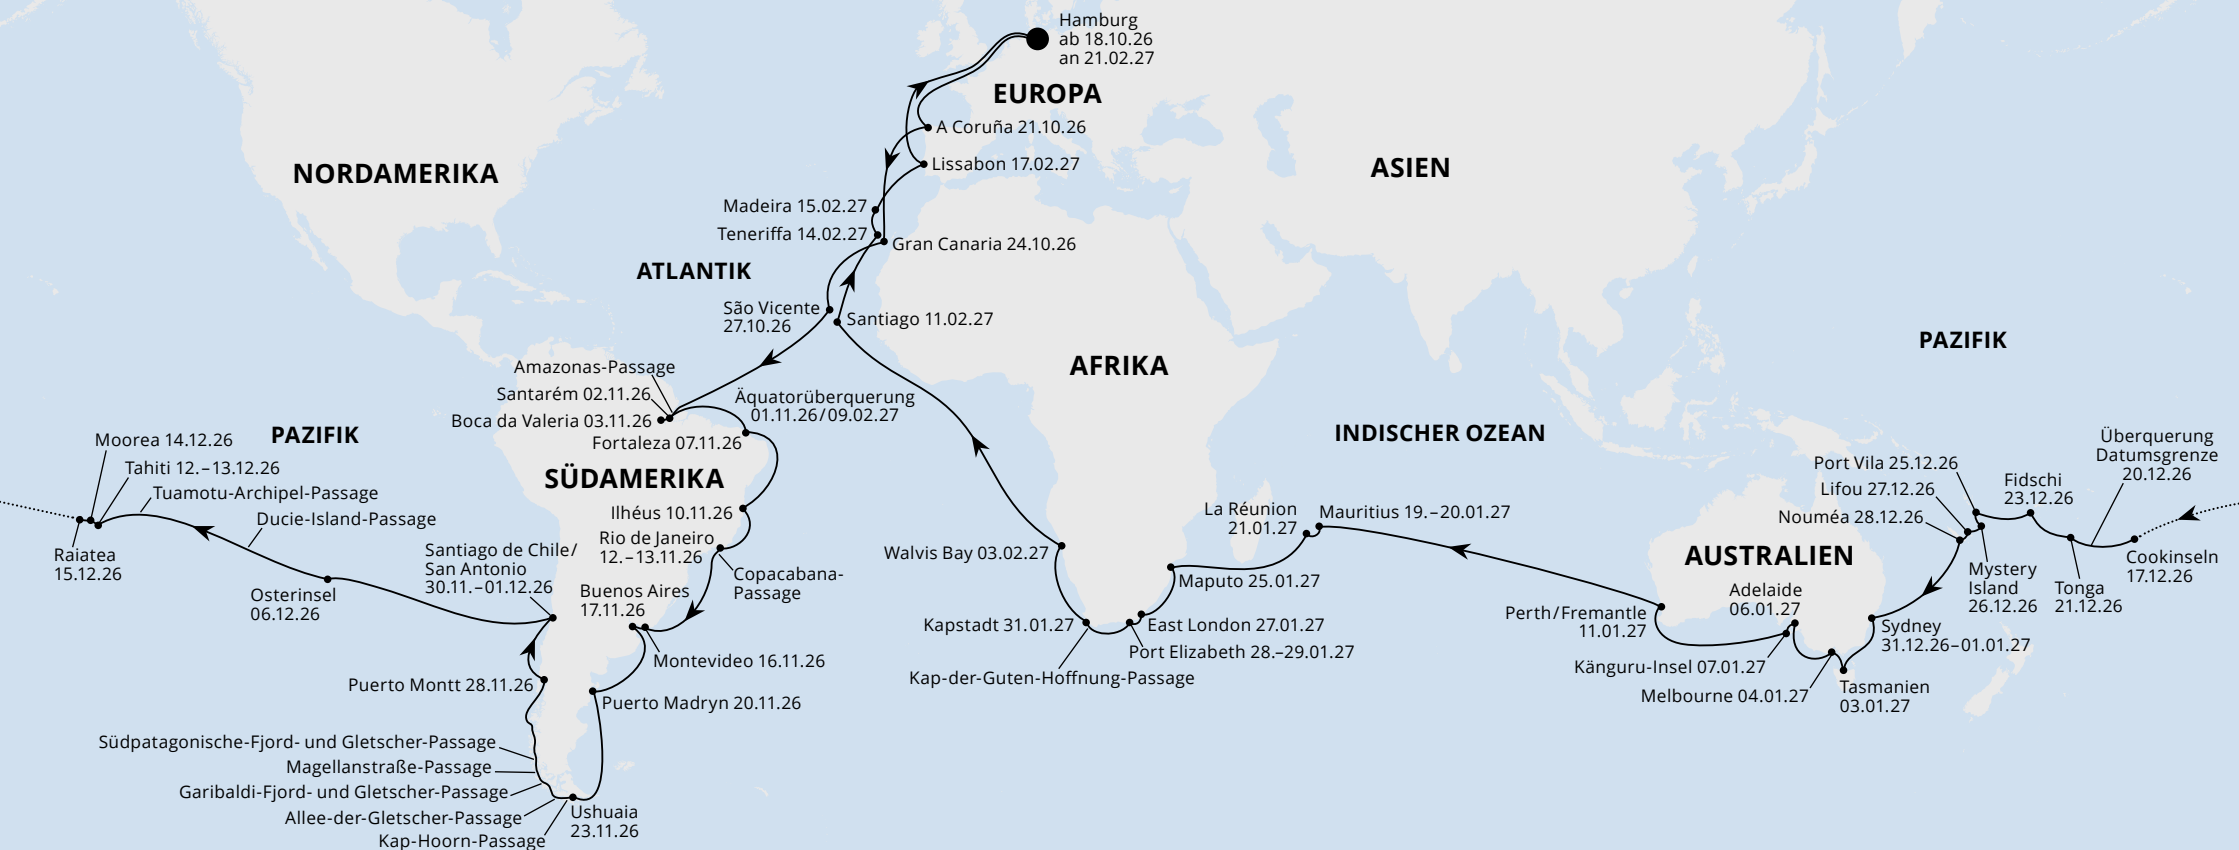 Hamburg
ab 18.10.26
an 21.02.27
EUROPA
A Coruña 21.10.26
NORDAMERIKA
Lissabon 17.02.27
ASIEN
Madeira 15.02.27
Teneriffa 14.02.27
Gran Canaria 24.10.26
ATLANTIK
São Vicente
27.10.26
Santiago 11.02.27
PAZIFIK
AFRIKA
Amazonas-Passage
Santarém 02.11.26
Boca da Valeria 03.11.26
Äquatorüberquerung
01.11.26/09.02.27
Fortaleza 07.11.26
INDISCHER OZEAN
Moorea 14.12.26
PAZIFIK
Tahiti 12.–13.12.26
Tuamotu-Archipel-Passage
Ducie-Island-Passage
SÜDAMERIKA
Raiatea
15.12.26
Osterinsel
06.12.26
Santiago de Chile/
San Antonio
30.11.–01.12.26
Ilhéus 10.11.26
Rio de Janeiro
12.–13.11.26
Copacabana-
Passage
Buenos Aires
17.11.26
Montevideo 16.11.26
Puerto Montt 28.11.26
Puerto Madryn 20.11.26
Südpatagonische-Fjord- und Gletscher-Passage
Magellanstraße-Passage
Garibaldi-Fjord- und Gletscher-Passage
Allee-der-Gletscher-Passage
Kap-Hoorn-Passage
Ushuaia
23.11.26
Walvis Bay 03.02.27
Kapstadt 31.01.27
Kap-der-Guten-Hoffnung-Passage
La Réunion
21.01.27
Mauritius 19.–20.01.27
Maputo 25.01.27
East London 27.01.27
Port Elizabeth 28.–29.01.27
Port Vila 25.12.26
Lifou 27.12.26
Nouméa 28.12.26
Fidschi
23.12.26
Überquerung
Datumsgrenze
20.12.26
AUSTRALIEN
Mystery
Island
26.12.26
Tonga
21.12.26
Cookinseln
17.12.26
Adelaide
06.01.27
Perth/Fremantle
11.01.27
Sydney
31.12.26–01.01.27
Känguru-Insel 07.01.27
Melbourne 04.01.27
Tasmanien
03.01.27